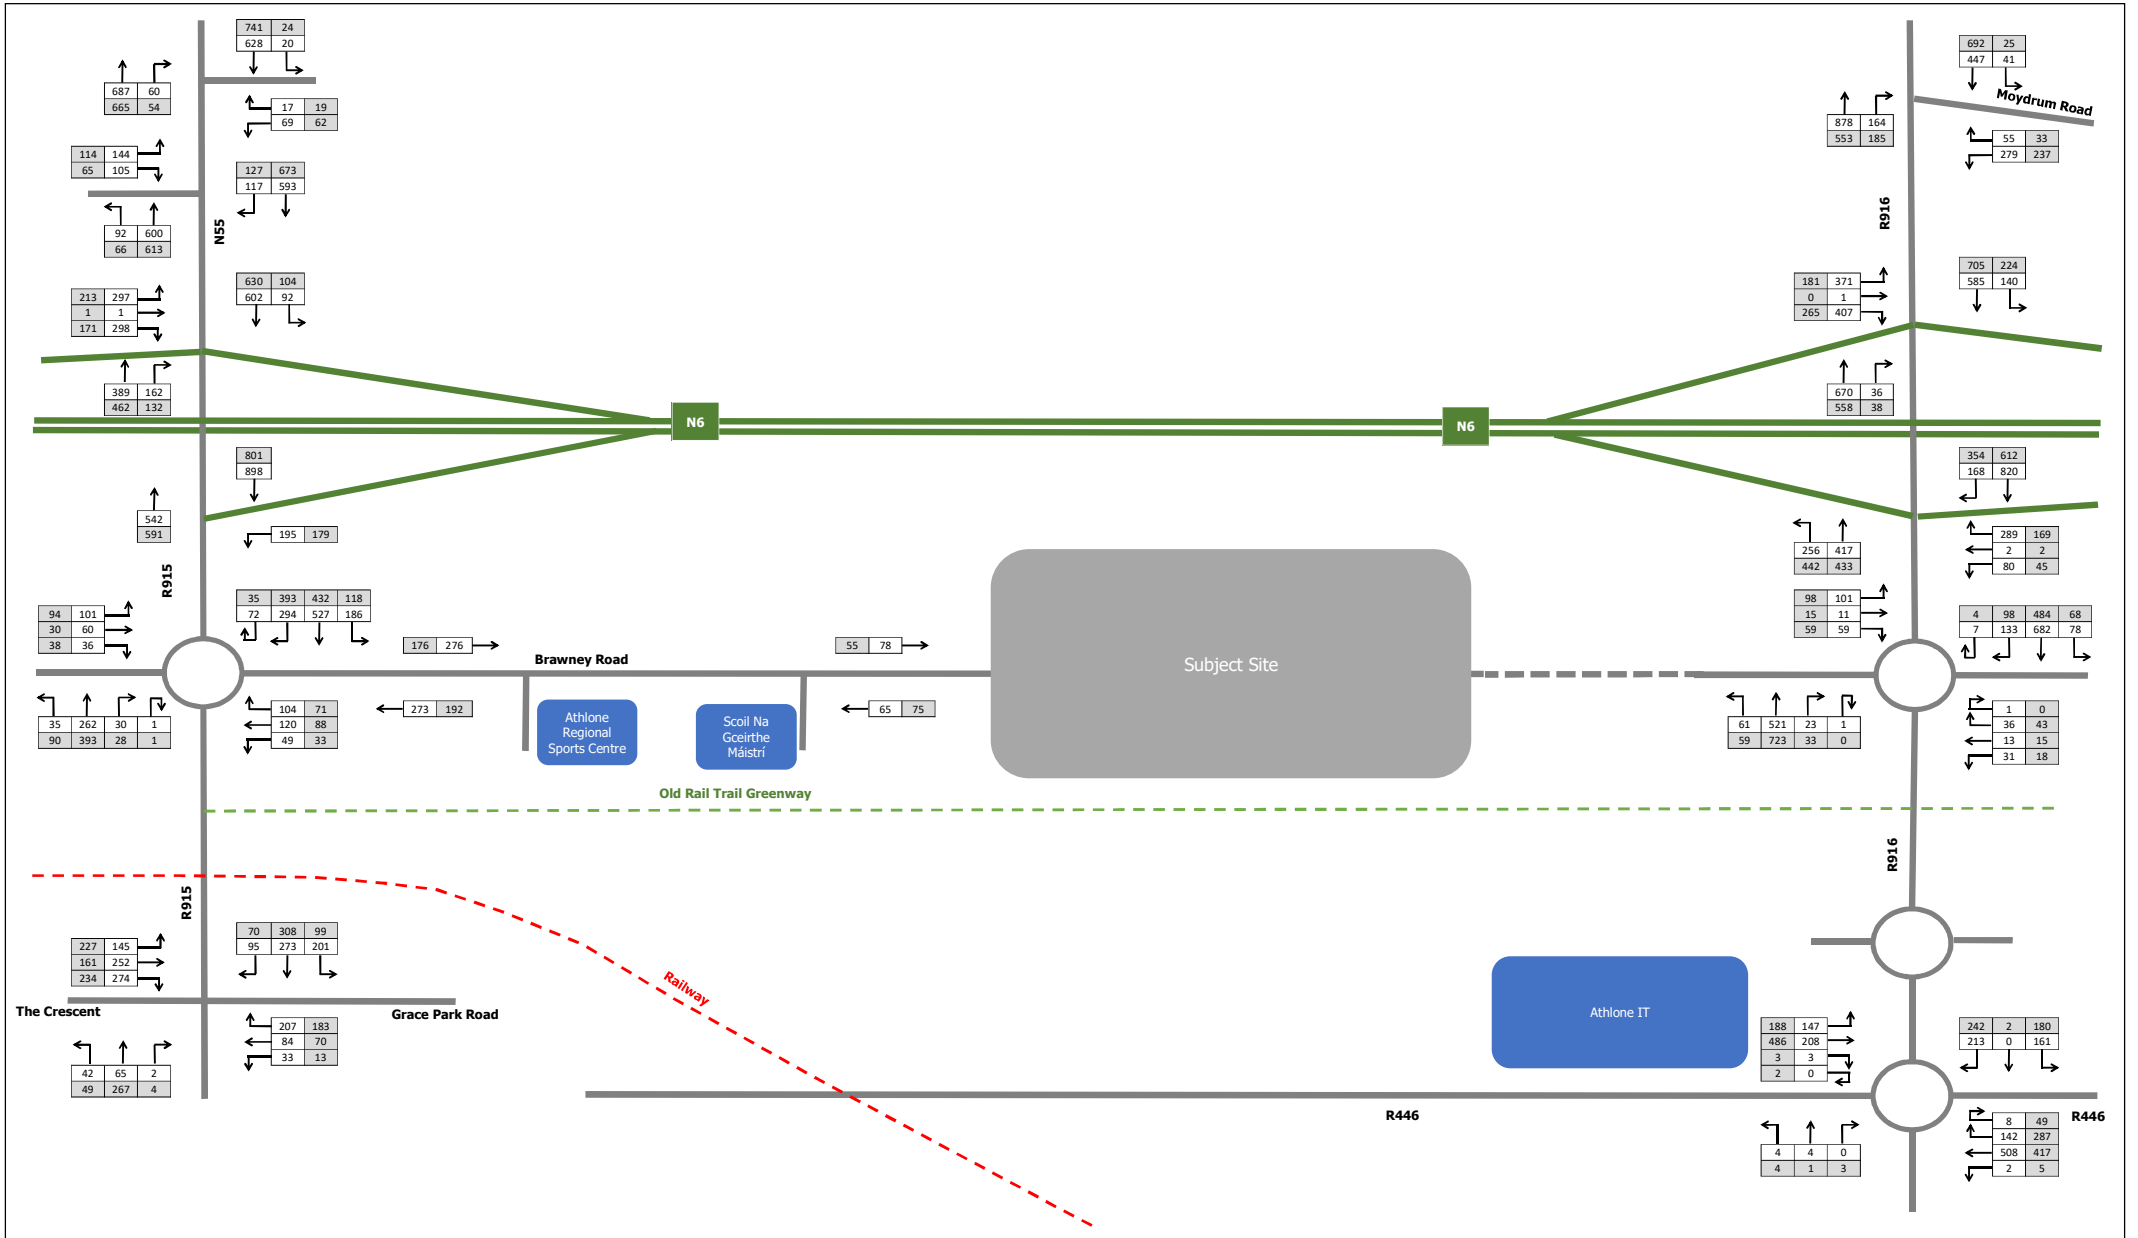 741 24
628 20
687 60
665 54
17 19
69 62
114 144
65 105
127 673
117 593
92 600
66 613
N55
630 104
602 92
213 297
1 1
171 298
389 162
462 132
N6
N6
801
898
542
591
195 179
R915
35 393 432 118
72 294 527 186
94 101
30 60
38 36
176 276
Brawney Road
55 78
35 262 30 1
90 393 28 1
104 71
120 88
49 33
273 192
65 75
Athlone
Regional
Sports Centre
Scoil Na
Gceirthe
Máistrí
Subject Site
Old Rail Trail Greenway
R915
70 308 99
95 273 201
227 145
161 252
234 274
The Crescent
Grace Park Road
207 183
84 70
33 13
42 65 2
49 267 4
Railway
692 25
447 41
Moydrum Road
878 164
553 185
55 33
279 237
R916
705 224
585 140
181 371
0 1
265 407
670 36
558 38
354 612
168 820
256 417
442 433
289 169
2 2
80 45
98 101
15 11
59 59
4 98 484 68
7 133 682 78
61 521 23 1
59 723 33 0
1 0
36 43
13 15
31 18
R916
Athlone IT
188 147
486 208
3 3
2 0
242 2 180
213 0 161
R446
R446
4 4 0
4 1 3
8 49
142 287
508 417
2 5